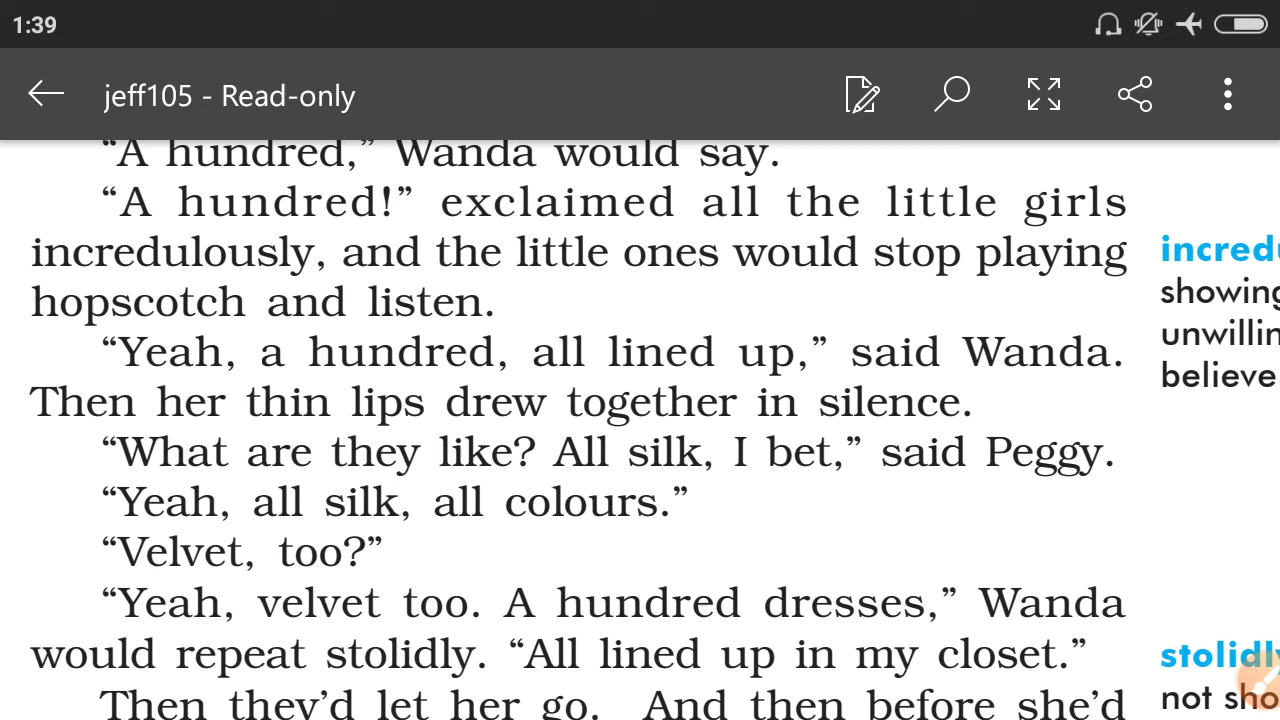 1:39
jeff105 - Read-only
“A hundred,” Wanda would say.
“A hundred!” exclaimed all the little girls
incredulously, and the little ones would stop playing
hopscotch and listen.
“Yeah, a hundred, all lined up,” said Wanda.
Then her thin lips drew together in silence.
“What are they like? All silk, I bet,” said Peggy.
“Yeah, all silk, all colours.”
“Velvet, too?”
“Yeah, velvet too. A hundred dresses,” Wanda
would repeat stolidly. “All lined up in my closet.”
Then they’d let her go. And then before she’d
believe